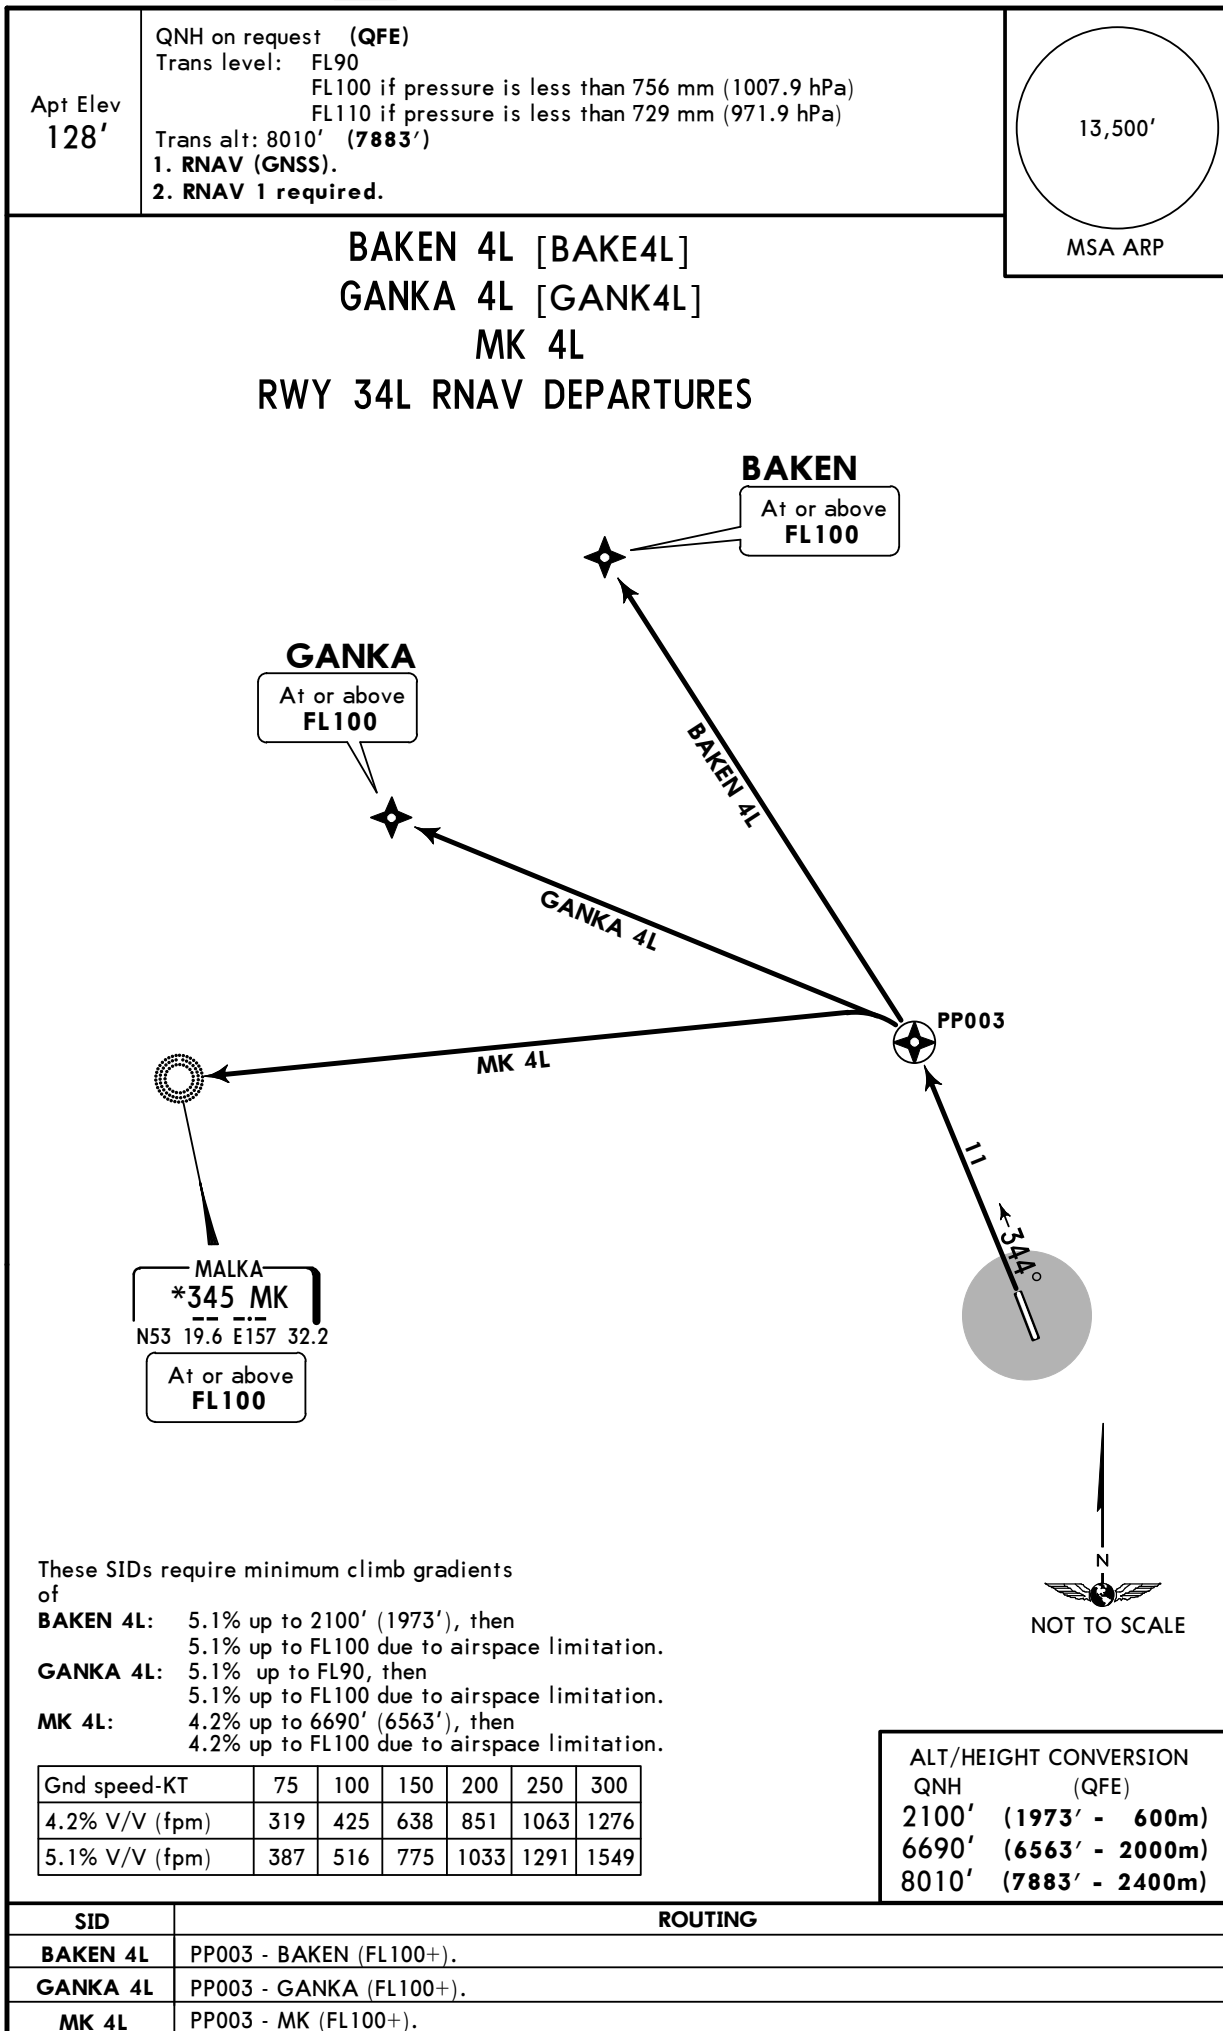 Apt Elev
128'
QNH on request (QFE)
Trans level: FL90
FL100 if pressure is less than 756 mm (1007.9 hPa)
FL110 if pressure is less than 729 mm (971.9 hPa)
Trans alt: 8010' (7883')
1. RNAV (GNSS).
2. RNAV 1 required.
13,500'
MSA ARP
BAKEN 4L [BAKE4L]
GANKA 4L [GANK4L]
MK 4L
RWY 34L RNAV DEPARTURES
BAKEN
At or above
FL100
GANKA
At or above
FL100
BAKEN 4L
GANKA 4L
MK 4L
PP003
11
344°
MALKA
*345 MK
N53 19.6 E157 32.2
At or above
FL100
N
NOT TO SCALE
These SIDs require minimum climb gradients
of
BAKEN 4L: 5.1% up to 2100' (1973'), then
5.1% up to FL100 due to airspace limitation.
GANKA 4L: 5.1% up to FL90, then
5.1% up to FL100 due to airspace limitation.
MK 4L: 4.2% up to 6690' (6563'), then
4.2% up to FL100 due to airspace limitation.
Gnd speed-KT 75 100 150 200 250 300
4.2% V/V (fpm) 319 425 638 851 1063 1276
5.1% V/V (fpm) 387 516 775 1033 1291 1549
ALT/HEIGHT CONVERSION
QNH (QFE)
2100' (1973' - 600m)
6690' (6563' - 2000m)
8010' (7883' - 2400m)
SID ROUTING
BAKEN 4L PP003 - BAKEN (FL100+).
GANKA 4L PP003 - GANKA (FL100+).
MK 4L PP003 - MK (FL100+).